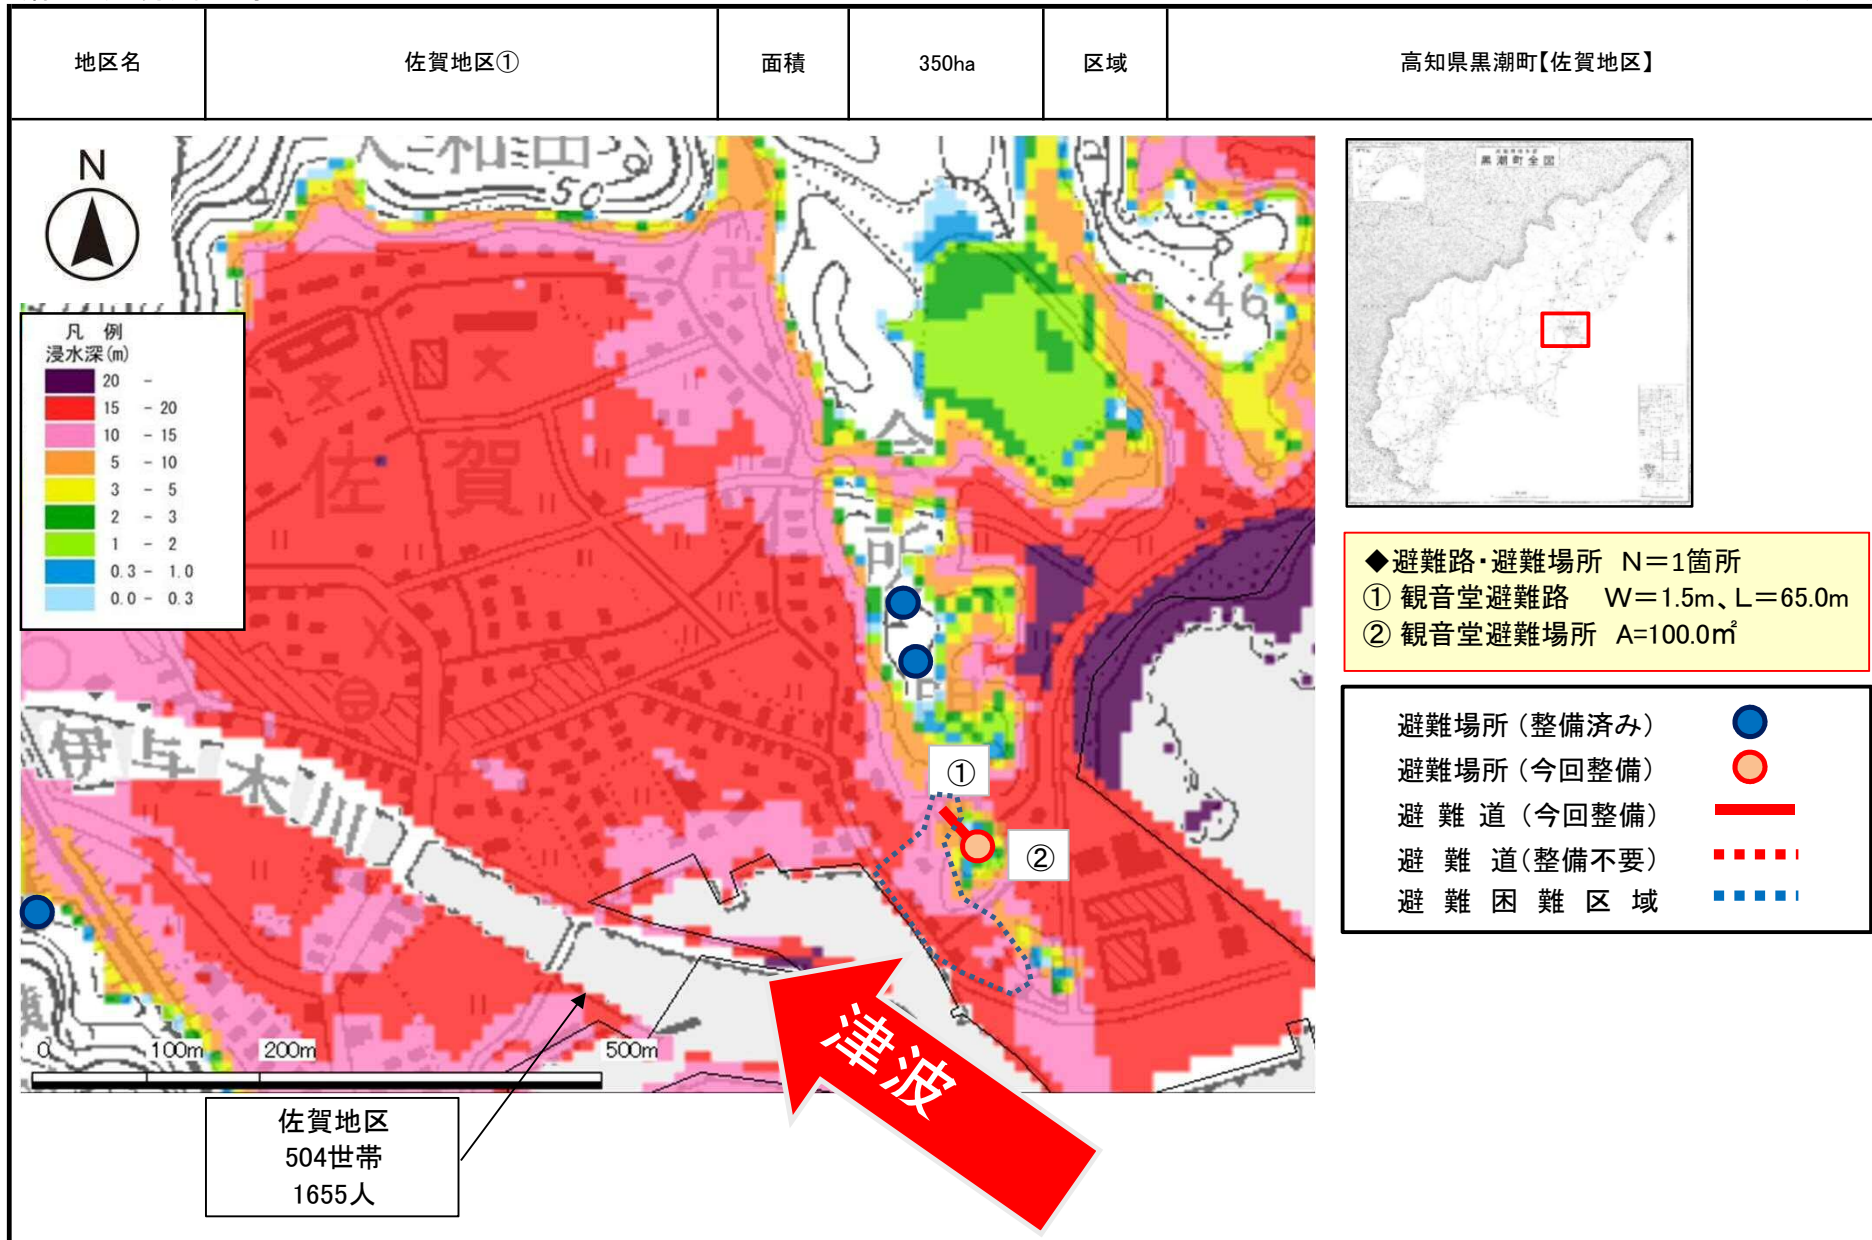 地区名
佐賀地区①
面積
350ha
区域
高知県黒潮町【佐賀地区】
N
凡 例
浸水深(m)
20 -
15 - 20
10 - 15
5 - 10
3 - 5
2 - 3
1 - 2
0.3 - 1.0
0.0 - 0.3
和田
50
46
佐賀
会
所
伊与木川
①
②
0
100m
200m
500m
津波
佐賀地区
504世帯
1655人
黒潮町全図
◆避難路・避難場所 N=1箇所
① 観音堂避難路 W=1.5m、L=65.0m
② 観音堂避難場所 A=100.0㎡
避難場所(整備済み)
避難場所(今回整備)
避 難 道(今回整備)
避 難 道(整備不要)
避 難 困 難 区 域